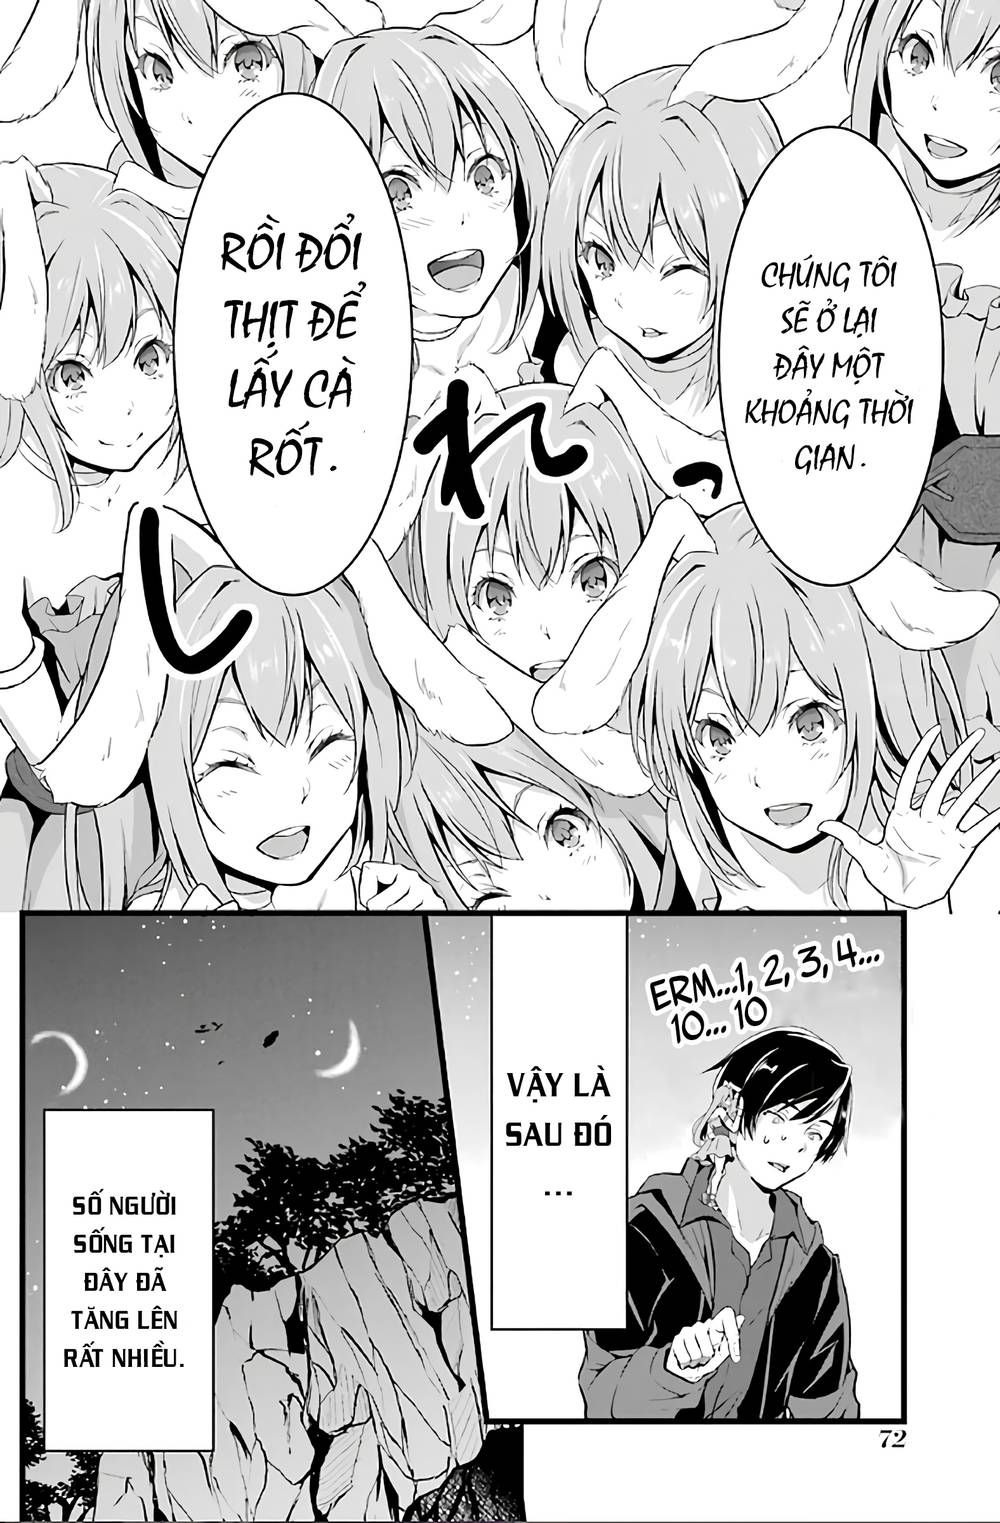 CHÚNG TÔI
SẼ Ở LẠI
ĐÂY MỘT
KHOẢNG THỜI
GIAN.
RỒI ĐỔI
THỊT ĐỂ
LẤY CÀ
RỐT.
しれっ
ERM...1, 2, 3, 4...
10... 10
VẬY LÀ
SAU ĐÓ
...
SỐ NGƯỜI
SỐNG TẠI
ĐÂY ĐÃ
TĂNG LÊN
RẤT NHIỀU.
72